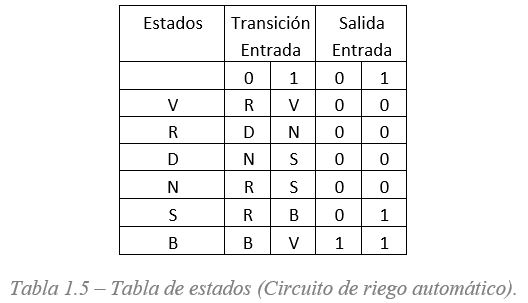 Estados Transición Salida
Entrada Entrada
0 1 0 1
V R V 0 0
R D N 0 0
D N S 0 0
N R S 0 0
S R B 0 1
B B V 1 1
Tabla 1.5 – Tabla de estados (Circuito de riego automático).